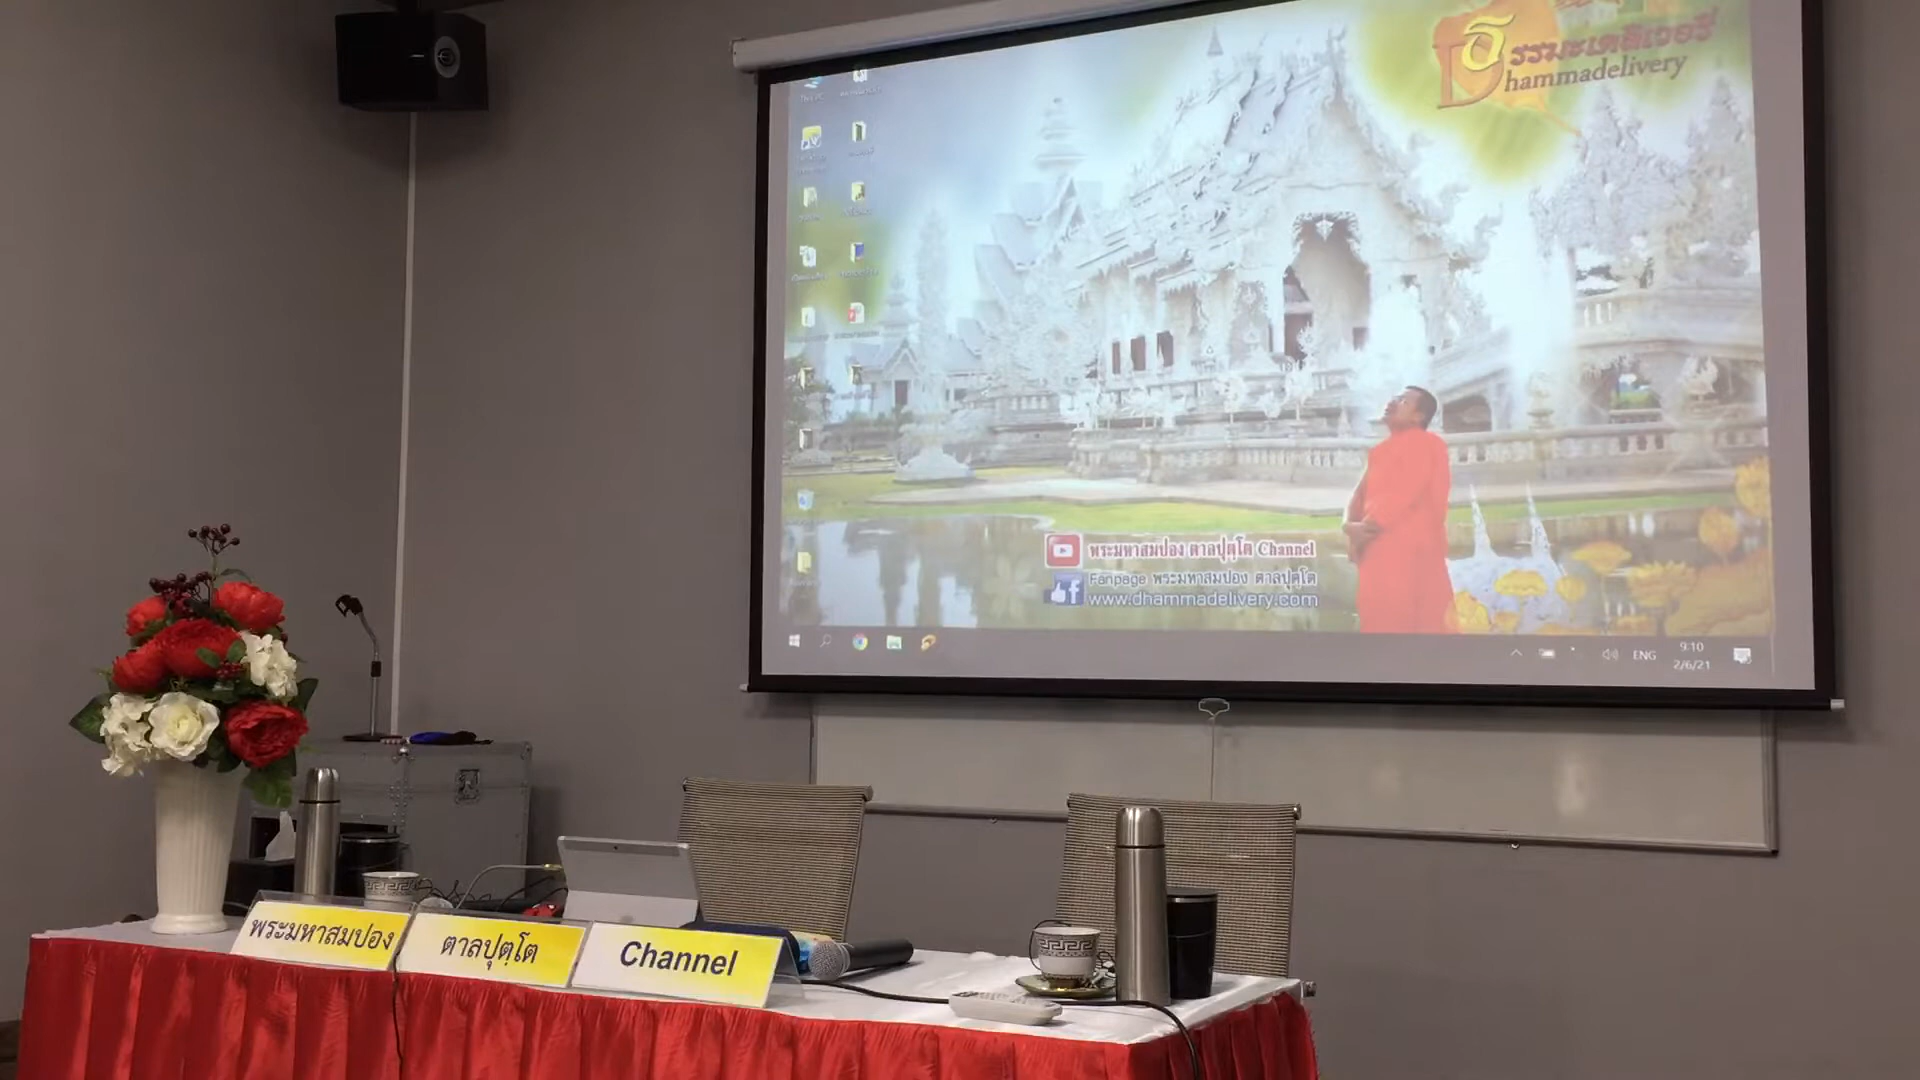 ธรรมะเดลิเวอรี่
Dhammadelivery
This PC
พระมหาสมปอง ตาลปุตฺโต Channel
Fanpage พระมหาสมปอง ตาลปุตฺโต
www.dhammadelivery.com
ENG
9:10
2/6/21
พระมหาสมปอง
ตาลปุตฺโต
Channel